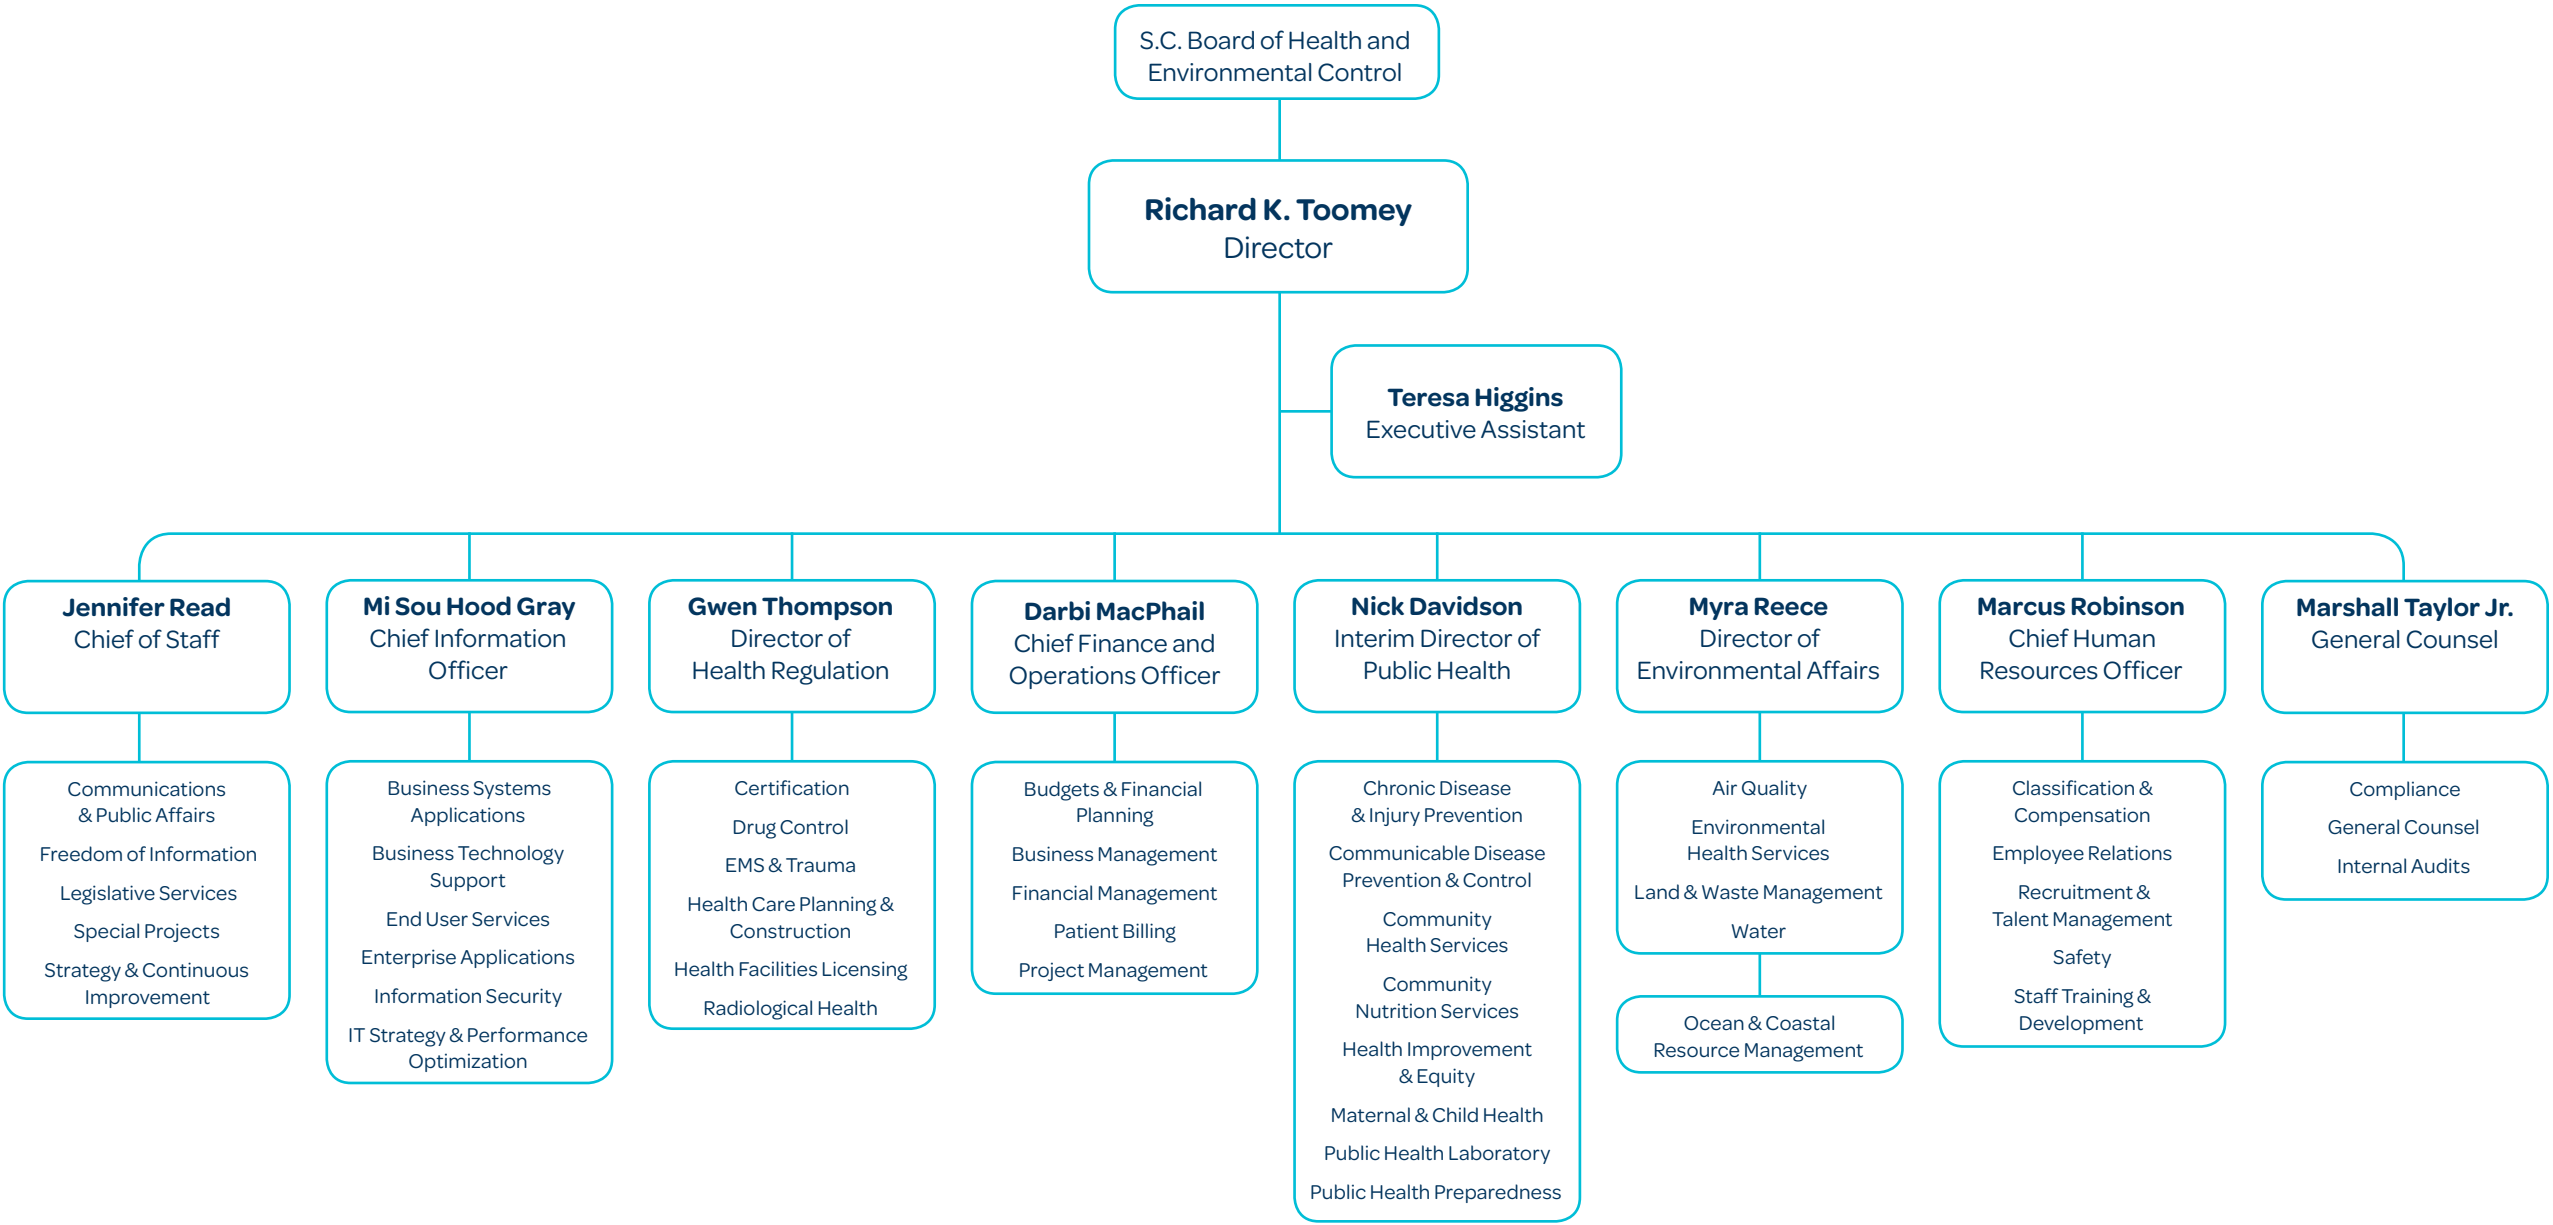 S.C. Board of Health and
Environmental Control
Richard K. Toomey
Director
Teresa Higgins
Executive Assistant
Jennifer Read
Chief of Staff
Communications
& Public Affairs
Freedom of Information
Legislative Services
Special Projects
Strategy & Continuous
Improvement
Mi Sou Hood Gray
Chief Information
Officer
Business Systems
Applications
Business Technology
Support
End User Services
Enterprise Applications
Information Security
IT Strategy & Performance
Optimization
Gwen Thompson
Director of
Health Regulation
Certification
Drug Control
EMS & Trauma
Health Care Planning &
Construction
Health Facilities Licensing
Radiological Health
Darbi MacPhail
Chief Finance and
Operations Officer
Budgets & Financial
Planning
Business Management
Financial Management
Patient Billing
Project Management
Nick Davidson
Interim Director of
Public Health
Chronic Disease
& Injury Prevention
Communicable Disease
Prevention & Control
Community
Health Services
Community
Nutrition Services
Health Improvement
& Equity
Maternal & Child Health
Public Health Laboratory
Public Health Preparedness
Myra Reece
Director of
Environmental Affairs
Air Quality
Environmental
Health Services
Land & Waste Management
Water
Ocean & Coastal
Resource Management
Marcus Robinson
Chief Human
Resources Officer
Classification &
Compensation
Employee Relations
Recruitment &
Talent Management
Safety
Staff Training &
Development
Marshall Taylor Jr.
General Counsel
Compliance
General Counsel
Internal Audits